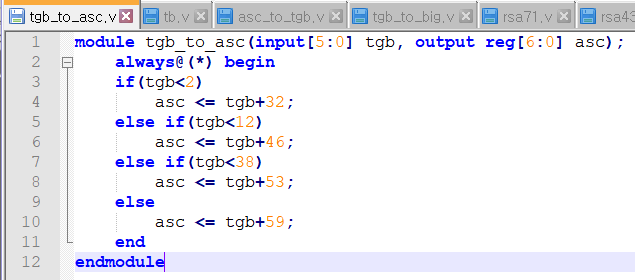 tgb_to_asc,v tb,v asc_to_tgb,v tgb_to_big,v rsa71,v rsa43
1 module tgb_to_asc(input[5:0] tgb, output reg[6:0] asc);
2 always@(*) begin
3 if(tgb<2)
4 asc <= tgb+32;
5 else if(tgb<12)
6 asc <= tgb+46;
7 else if(tgb<38)
8 asc <= tgb+53;
9 else
10 asc <= tgb+59;
11 end
12 endmodule